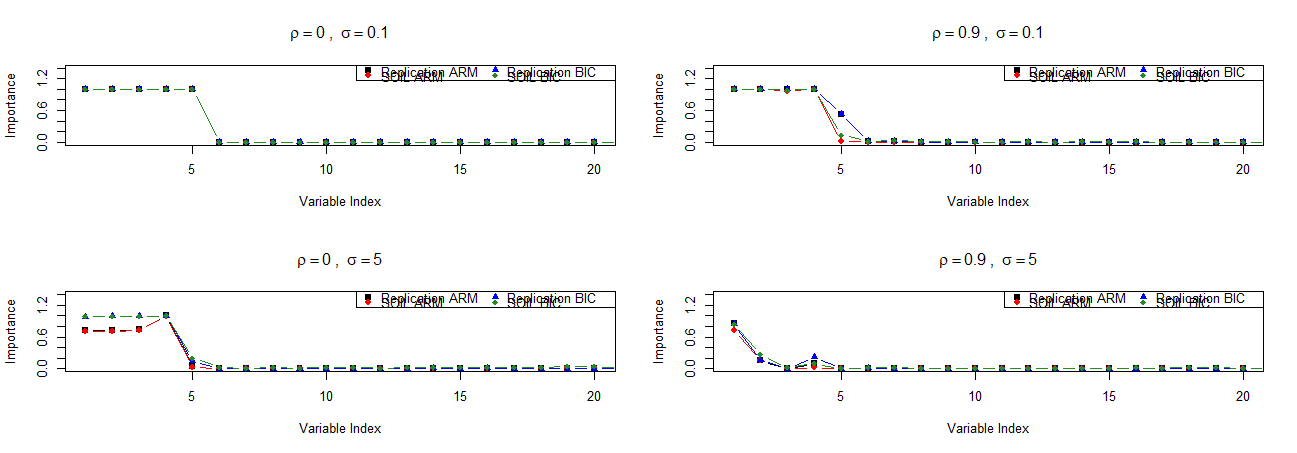 ρ = 0 , σ = 0.1
Replication ARM Replication BIC
SOIL ARM SOIL BIC
Importance
0.0 0.6 1.2
5 10 15 20
Variable Index
ρ = 0.9 , σ = 0.1
Replication ARM Replication BIC
SOIL ARM SOIL BIC
Importance
0.0 0.6 1.2
5 10 15 20
Variable Index
ρ = 0 , σ = 5
Replication ARM Replication BIC
SOIL ARM SOIL BIC
Importance
0.0 0.6 1.2
5 10 15 20
Variable Index
ρ = 0.9 , σ = 5
Replication ARM Replication BIC
SOIL ARM SOIL BIC
Importance
0.0 0.6 1.2
5 10 15 20
Variable Index